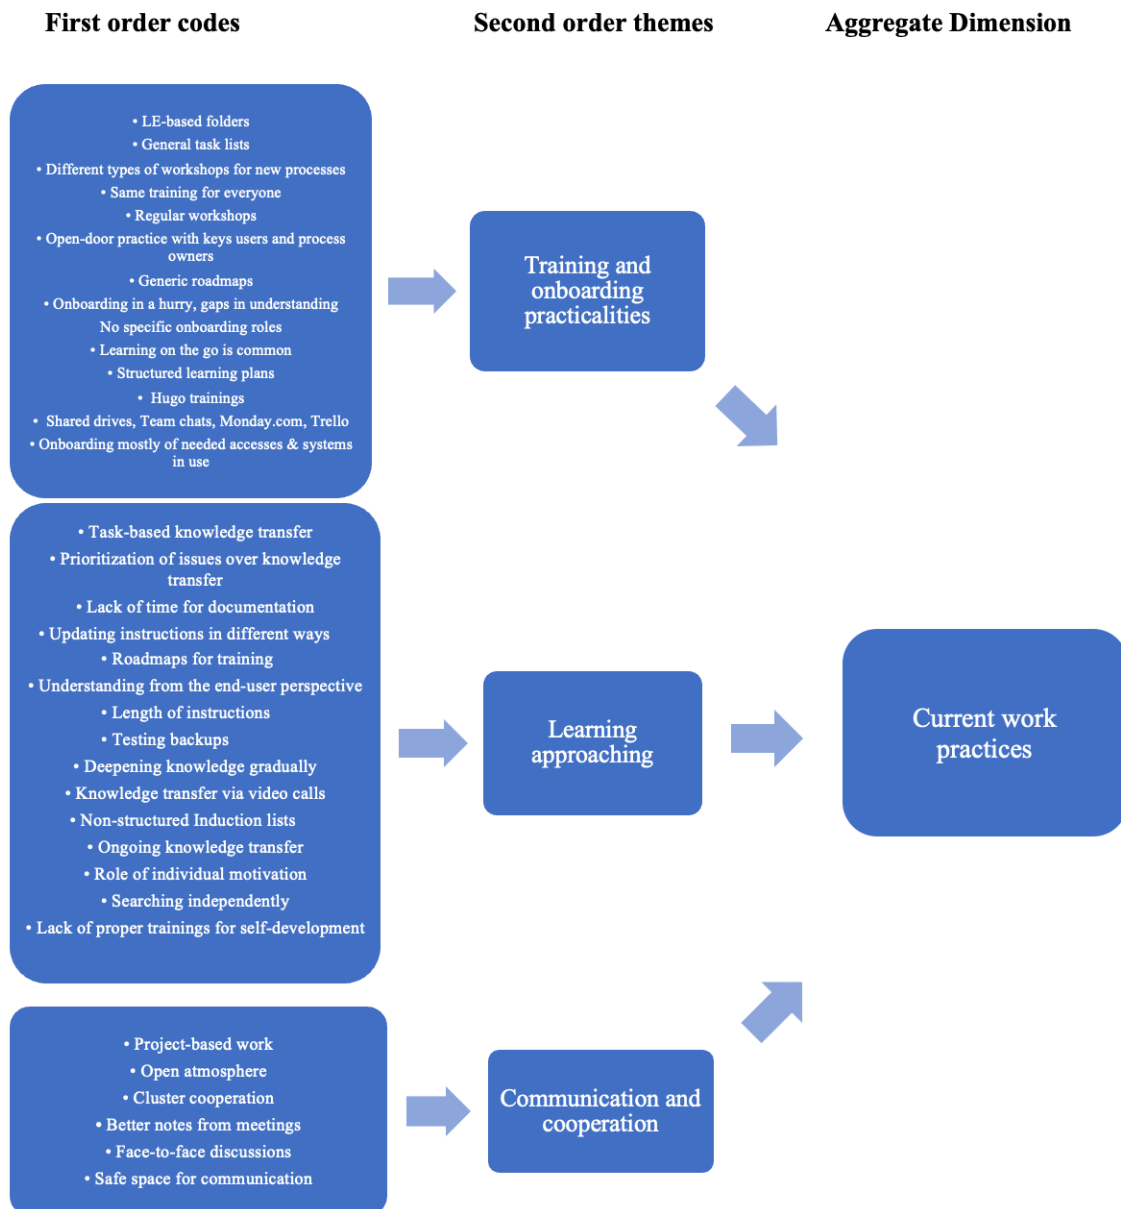 First order codes
Second order themes
Aggregate Dimension
• LE-based folders
• General task lists
• Different types of workshops for new processes
• Same training for everyone
• Regular workshops
• Open-door practice with keys users and process
owners
• Generic roadmaps
• Onboarding in a hurry, gaps in understanding
No specific onboarding roles
• Learning on the go is common
• Structured learning plans
• Hugo trainings
• Shared drives, Team chats, Monday.com, Trello
• Onboarding mostly of needed accesses & systems
in use
Training and
onboarding
practicalities
• Task-based knowledge transfer
• Prioritization of issues over knowledge
transfer
• Lack of time for documentation
• Updating instructions in different ways
• Roadmaps for training
• Understanding from the end-user perspective
• Length of instructions
• Testing backups
• Deepening knowledge gradually
• Knowledge transfer via video calls
• Non-structured Induction lists
• Ongoing knowledge transfer
• Role of individual motivation
• Searching independently
• Lack of proper trainings for self-development
Learning
approaching
Current work
practices
• Project-based work
• Open atmosphere
• Cluster cooperation
• Better notes from meetings
• Face-to-face discussions
• Safe space for communication
Communication and
cooperation